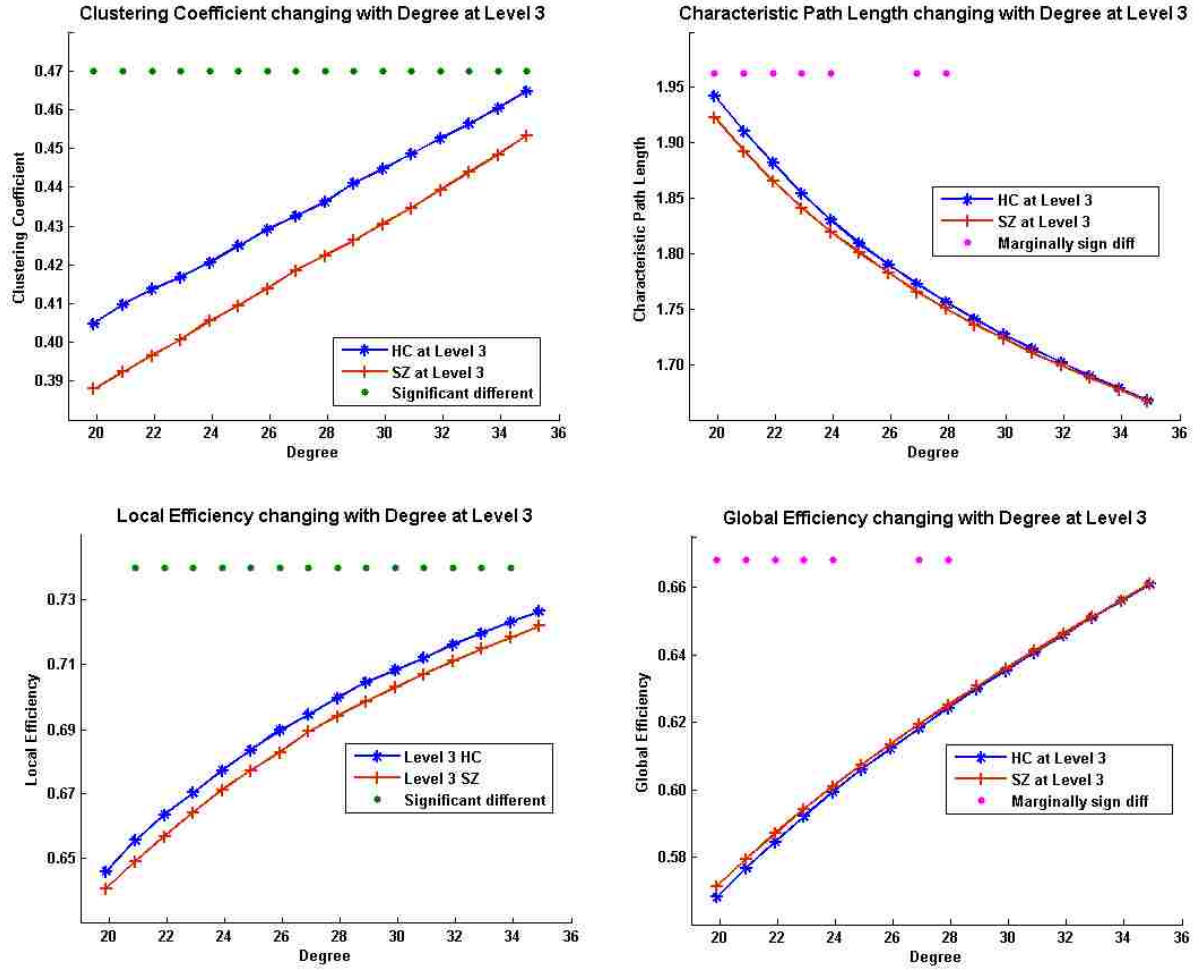 Clustering Coefficient changing with Degree at Level 3
0.47
0.46
0.45
0.44
0.43
0.42
0.41
0.40
0.39
Clustering Coefficient
HC at Level 3
SZ at Level 3
Significant different
20 22 24 26 28 30 32 34 36
Degree
Characteristic Path Length changing with Degree at Level 3
1.95
1.90
1.85
1.80
1.75
1.70
Characteristic Path Length
HC at Level 3
SZ at Level 3
Marginally sign diff
20 22 24 26 28 30 32 34 36
Degree
Local Efficiency changing with Degree at Level 3
0.73
0.71
0.69
0.67
0.65
Local Efficiency
Level 3 HC
Level 3 SZ
Significant different
20 22 24 26 28 30 32 34 36
Degree
Global Efficiency changing with Degree at Level 3
0.66
0.64
0.62
0.60
0.58
Global Efficiency
HC at Level 3
SZ at Level 3
Marginally sign diff
20 22 24 26 28 30 32 34 36
Degree